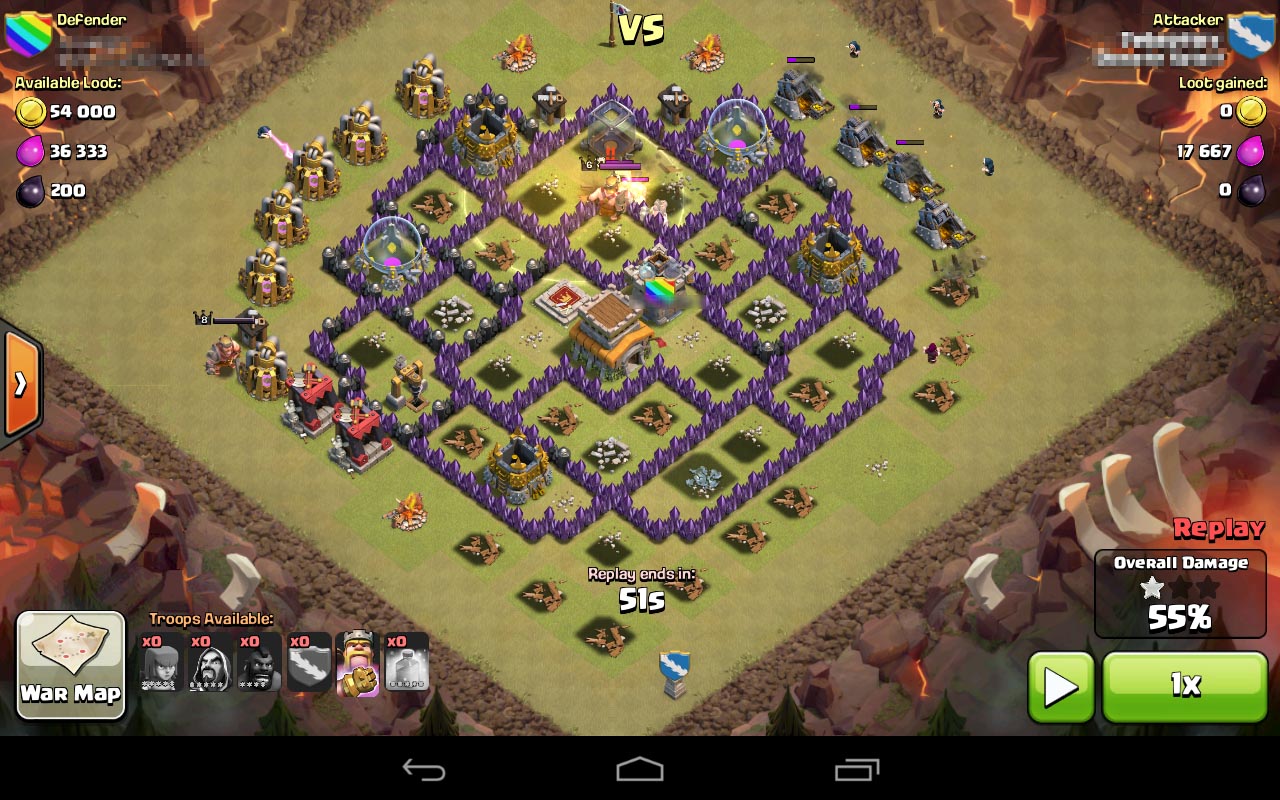 Defender
Available Loot:
54 000
36 333
200
VS
Attacker
Loot gained:
0
17 667
0
6
8
Replay ends in:
51s
Replay
Overall Damage
55%
Troops Available:
x0
x0
x0
x0
x0
War Map
1x